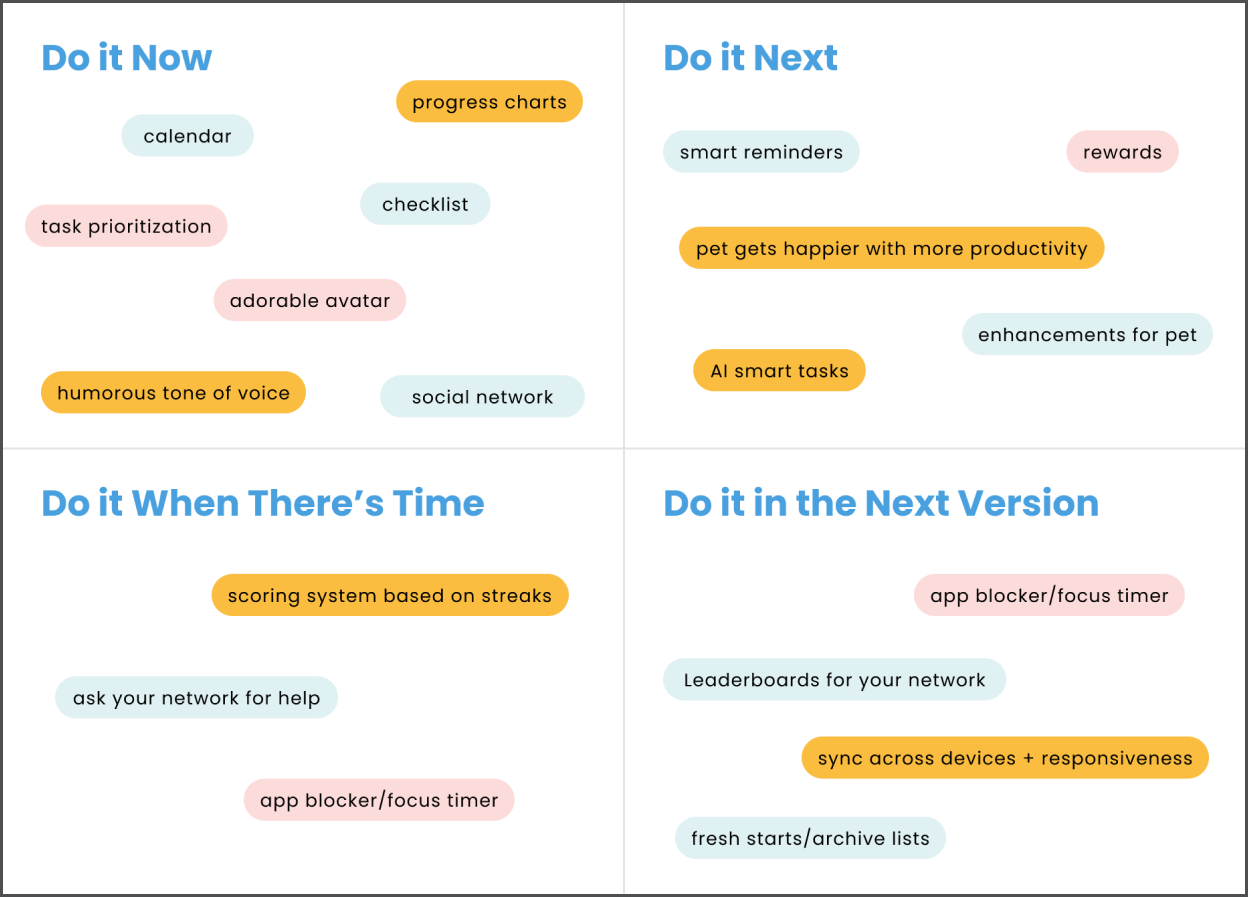 Do it Now
progress charts
calendar
checklist
task prioritization
adorable avatar
humorous tone of voice
social network
Do it Next
smart reminders
rewards
pet gets happier with more productivity
enhancements for pet
AI smart tasks
Do it When There’s Time
scoring system based on streaks
ask your network for help
app blocker/focus timer
Do it in the Next Version
app blocker/focus timer
Leaderboards for your network
sync across devices + responsiveness
fresh starts/archive lists